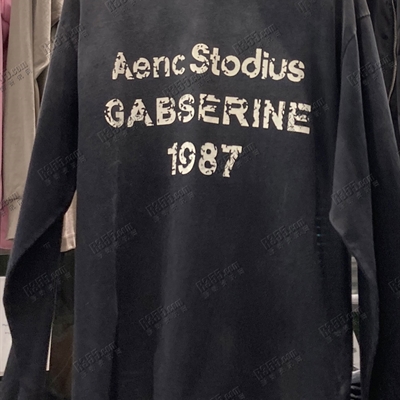 Aenc Stodius
GABSERINE
1987